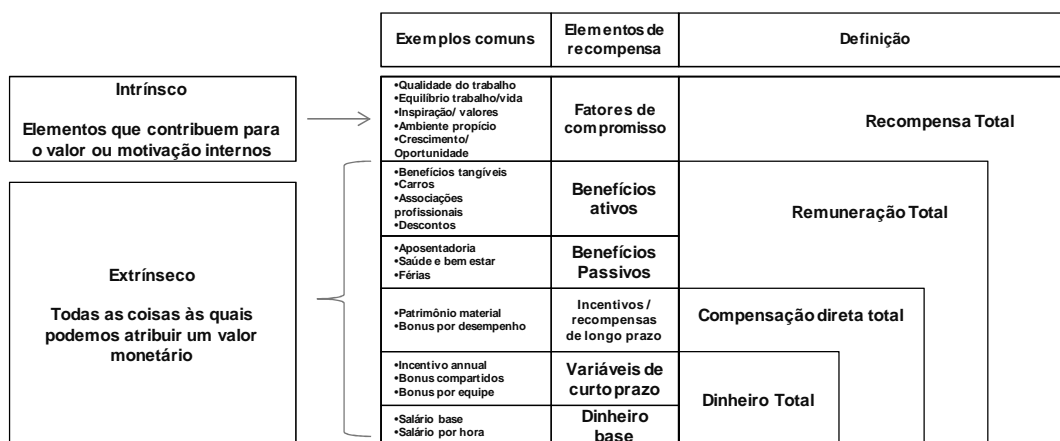 Exemplos comuns
Elementos de
recompensa
Definição
Intrínsco
Elementos que contribuem para
o valor ou motivação internos
•Qualidade do trabalho
•Equilíbrio trabalho/vida
•Inspiração/ valores
•Ambiente propício
•Crescimento/
Oportunidade
Fatores de
compromisso
Recompensa Total
Extrínseco
Todas as coisas às quais
podemos atribuir um valor
monetário
•Benefícios tangíveis
•Carros
•Associações
profissionais
•Descontos
Benefícios
ativos
Remuneração Total
•Aposentadoria
•Saúde e bem estar
•Férias
Benefícios
Passivos
•Patrimônio material
•Bonus por desempenho
Incentivos /
recompensas
de longo prazo
Compensação direta total
•Incentivo annual
•Bonus compartidos
•Bonus por equipe
Variáveis de
curto prazo
Dinheiro Total
•Salário base
•Salário por hora
Dinheiro
base